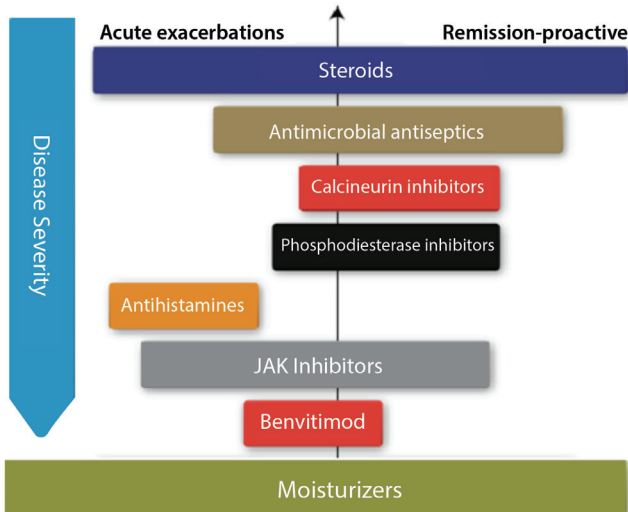 Acute exacerbations
Remission-proactive
Steroids
Antimicrobial antiseptics
Calcineurin inhibitors
Phosphodiesterase inhibitors
Antihistamines
JAK Inhibitors
Benvitimod
Moisturizers
Disease Severity